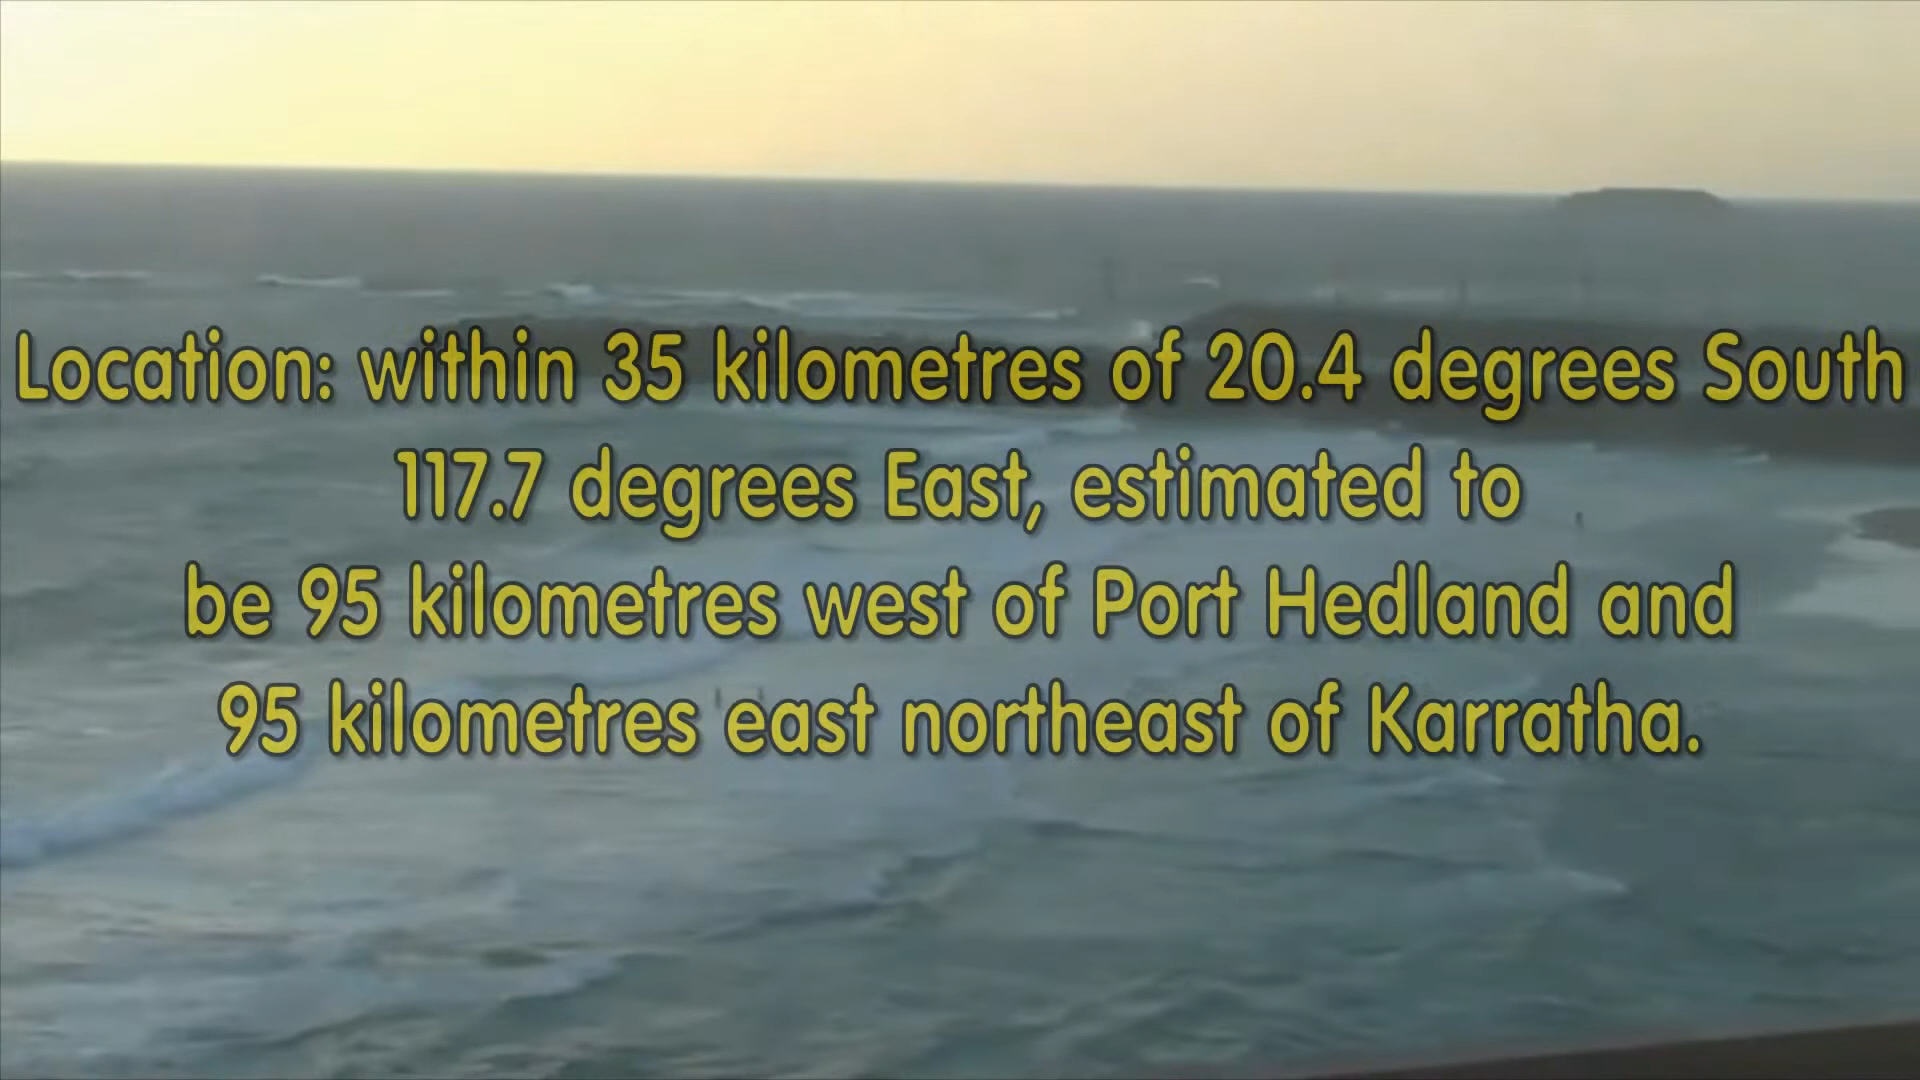 Location: within 35 kilometres of 20.4 degrees South
117.7 degrees East, estimated to
be 95 kilometres west of Port Hedland and
95 kilometres east northeast of Karratha.